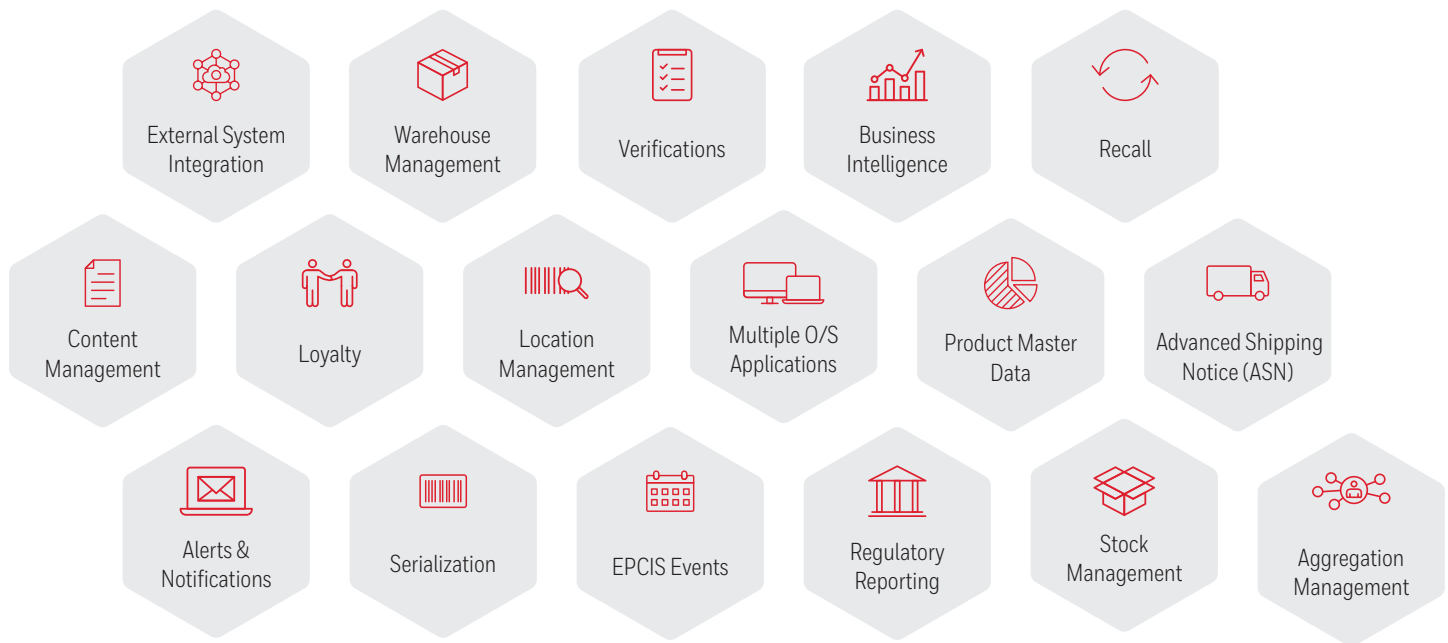 External System
Integration
Warehouse
Management
Verifications
Business
Intelligence
Recall
Content
Management
Loyalty
Location
Management
Multiple O/S
Applications
Product Master
Data
Advanced Shipping
Notice (ASN)
Alerts &
Notifications
Serialization
EPCIS Events
Regulatory
Reporting
Stock
Management
Aggregation
Management